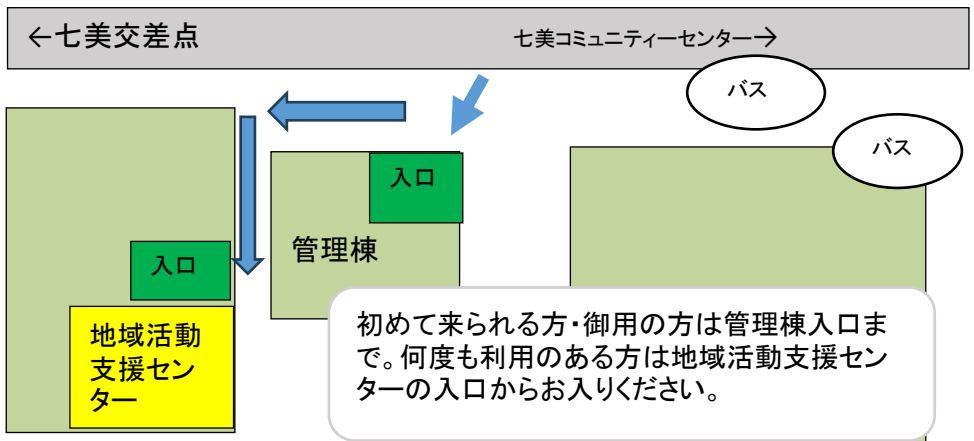 ←七美交差点
七美コミュニティーセンター→
バス
バス
入口
管理棟
入口
地域活動
支援セン
ター
初めて来られる方・御用の方は管理棟入口ま
で。何度も利用のある方は地域活動支援セン
ターの入口からお入りください。